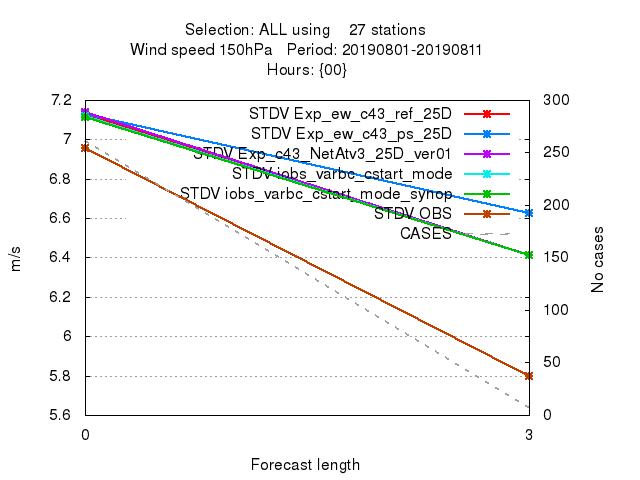 Selection: ALL using    27 stations
Wind speed 150hPa   Period: 20190801-20190811
Hours: {00}
7.2
7
6.8
6.6
6.4
6.2
6
5.8
5.6
300
250
200
150
100
50
0
STDV Exp_ew_c43_ref_25D
STDV Exp_ew_c43_ps_25D
STDV Exp_c43_NetAtv3_25D_ver01
STDV iobs_varbc_cstart_mode
STDV iobs_varbc_cstart_mode_synop
STDV OBS
CASES
m/s
No cases
0
3
Forecast length